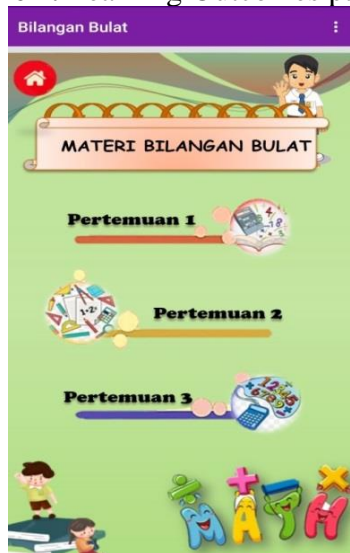 Bilangan Bulat
MATERI BILANGAN BULAT
Pertemuan 1
Pertemuan 2
Pertemuan 3
MATH